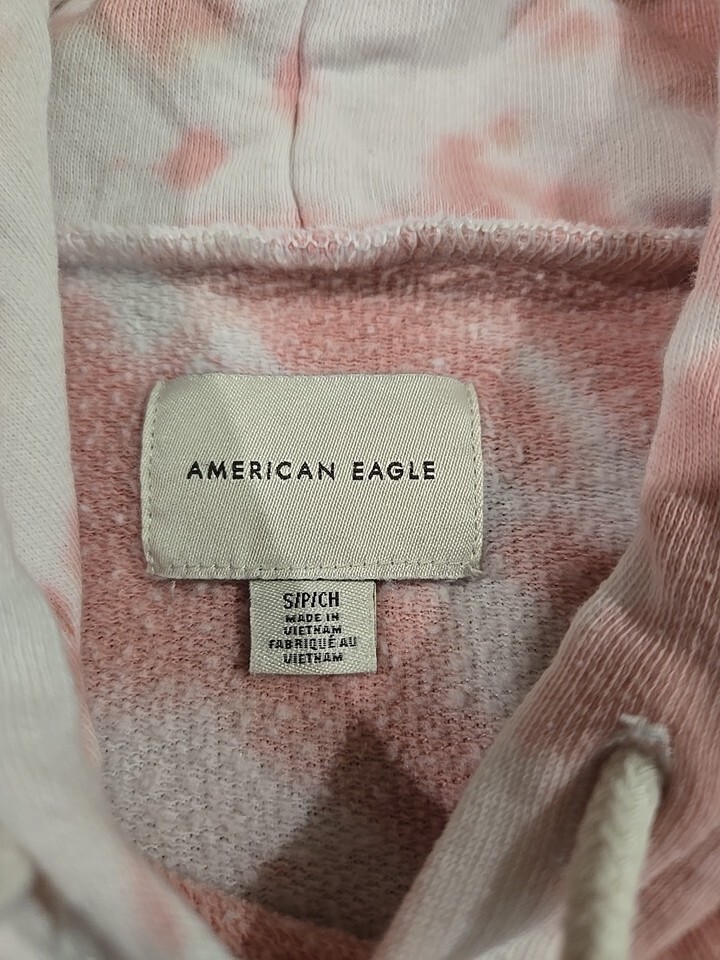 AMERICAN EAGLE
S/P/CH
MADE IN
VIETNAM
FABRIQUÉ AU
VIETNAM